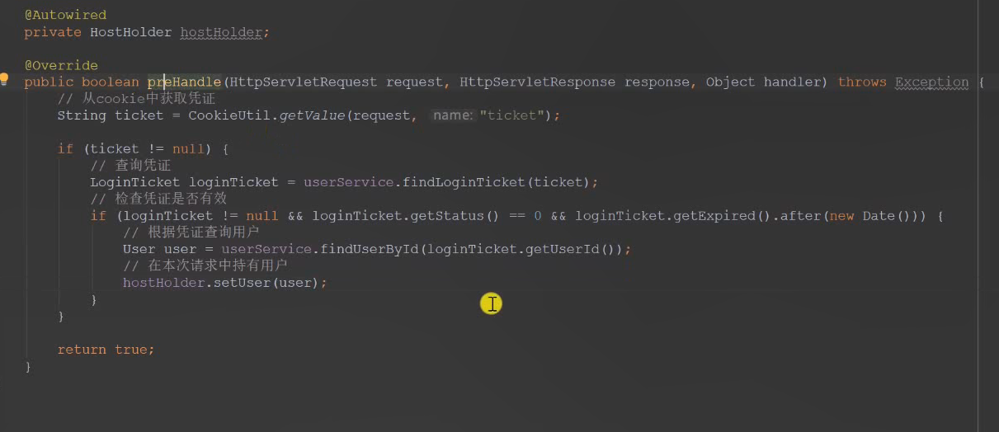 @Autowired
private HostHolder hostHolder;
@Override
public boolean preHandle(HttpServletRequest request, HttpServletResponse response, Object handler) throws Exception {
// 从cookie中获取凭证
String ticket = CookieUtil.getValue(request, name: "ticket");
if (ticket != null) {
// 查询凭证
LoginTicket loginTicket = userService.findLoginTicket(ticket);
// 检查凭证是否有效
if (loginTicket != null && loginTicket.getStatus() == 0 && loginTicket.getExpired().after(new Date())) {
// 根据凭证查询用户
User user = userService.findUserById(loginTicket.getUserId());
// 在本次请求中持有用户
hostHolder.setUser(user);
}
}
return true;
}